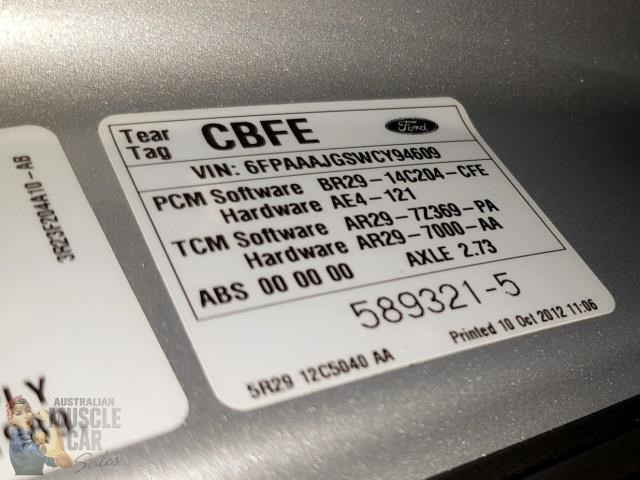 Tear Tag CBFE Ford
VIN: 6FPAAAJGSWCY94609
PCM Software BR29-14C204-CFE
Hardware AE4-121
TCM Software AR29-7Z369-PA
Hardware AR29-7000-AA
ABS 00 00 00 AXLE 2.73
589321-5
5R29 12C5040 AA Printed 10 Oct 2012 11:06
3R23F204A10-AB
AUSTRALIAN
MUSCLE
CAR
Sales